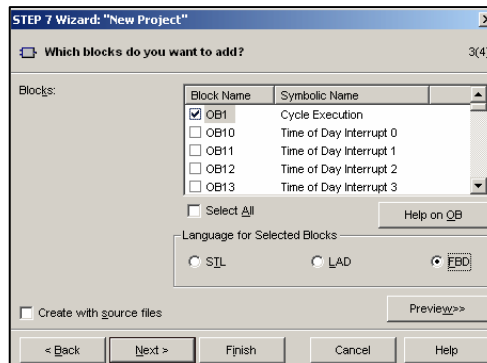 STEP 7 Wizard: "New Project"
Which blocks do you want to add? 3(4)
Blocks:
Block Name Symbolic Name
OB1 Cycle Execution
OB10 Time of Day Interrupt 0
OB11 Time of Day Interrupt 1
OB12 Time of Day Interrupt 2
OB13 Time of Day Interrupt 3
Select All
Help on OB
Language for Selected Blocks
STL LAD FBD
Create with source files
Preview>>
< Back Next > Finish Cancel Help